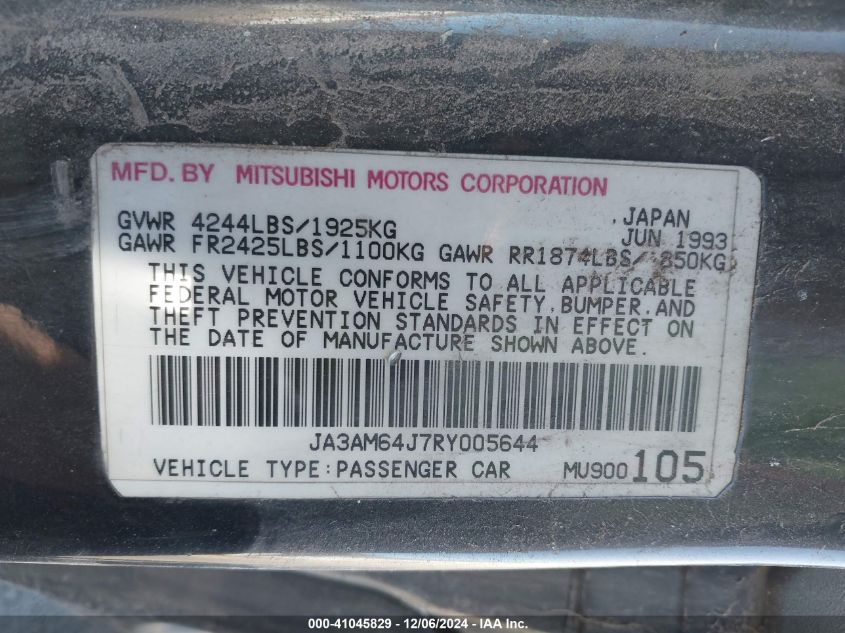 MFD. BY MITSUBISHI MOTORS CORPORATION
GVWR 4244LBS/1925KG JAPAN
GAWR FR2425LBS/1100KG GAWR RR1874LBS/ 850KG JUN 1993
THIS VEHICLE CONFORMS TO ALL APPLICABLE
FEDERAL MOTOR VEHICLE SAFETY, BUMPER, AND
THEFT PREVENTION STANDARDS IN EFFECT ON
THE DATE OF MANUFACTURE SHOWN ABOVE.
JA3AM64J7RY005644
VEHICLE TYPE:PASSENGER CAR MU900105
000-41045829 - 12/06/2024 - IAA Inc.